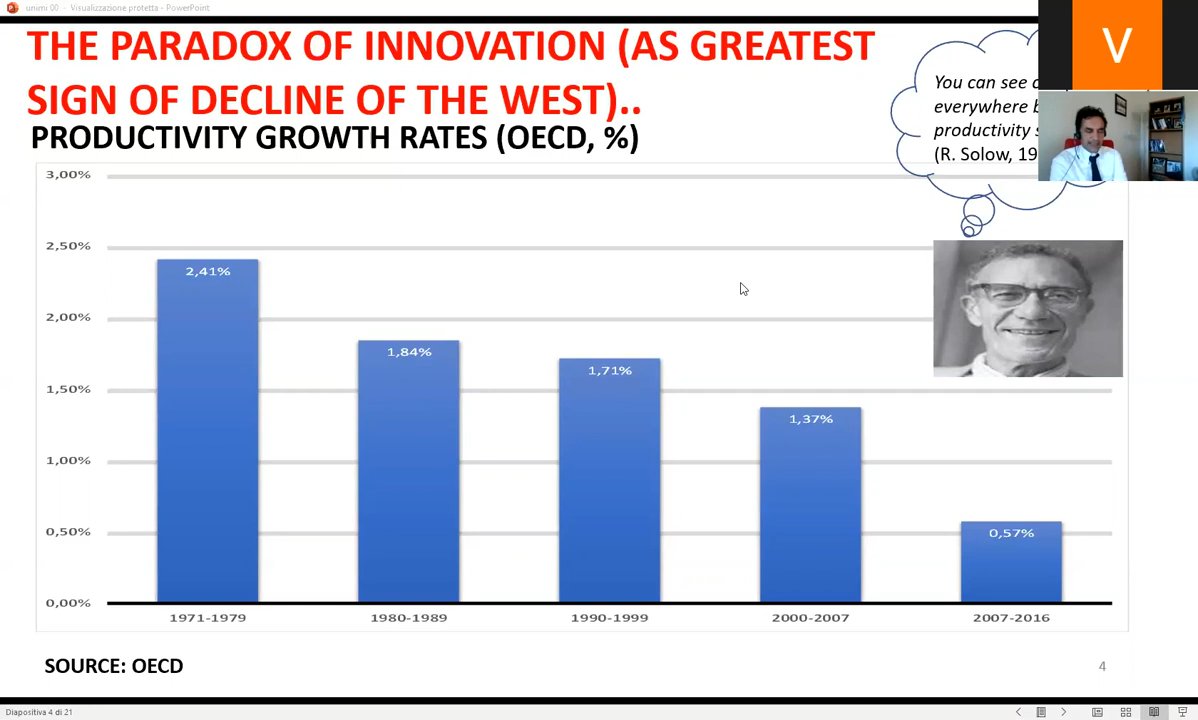 unimi 00 - Visualizzazione protetta - PowerPoint
THE PARADOX OF INNOVATION (AS GREATEST
SIGN OF DECLINE OF THE WEST)..
PRODUCTIVITY GROWTH RATES (OECD, %)
You can see
everywhere
productivity
(R. Solow,
V
3,00%
2,50%
2,00%
1,50%
1,00%
0,50%
0,00%
2,41%
1,84%
1,71%
1,37%
0,57%
1971-1979
1980-1989
1990-1999
2000-2007
2007-2016
SOURCE: OECD
4
Diapositiva 4 di 21